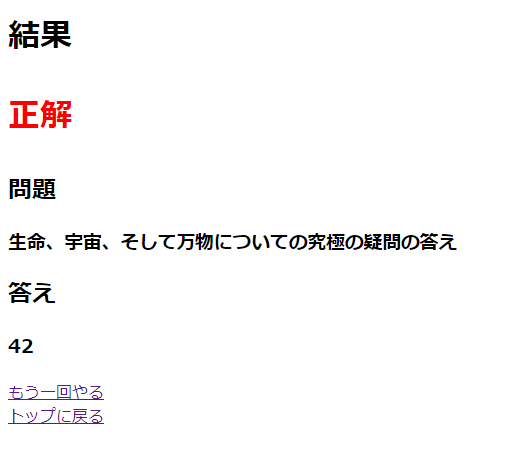 結果
正解
問題
生命、宇宙、そして万物についての究極の疑問の答え
答え
42
もう一回やる
トップに戻る